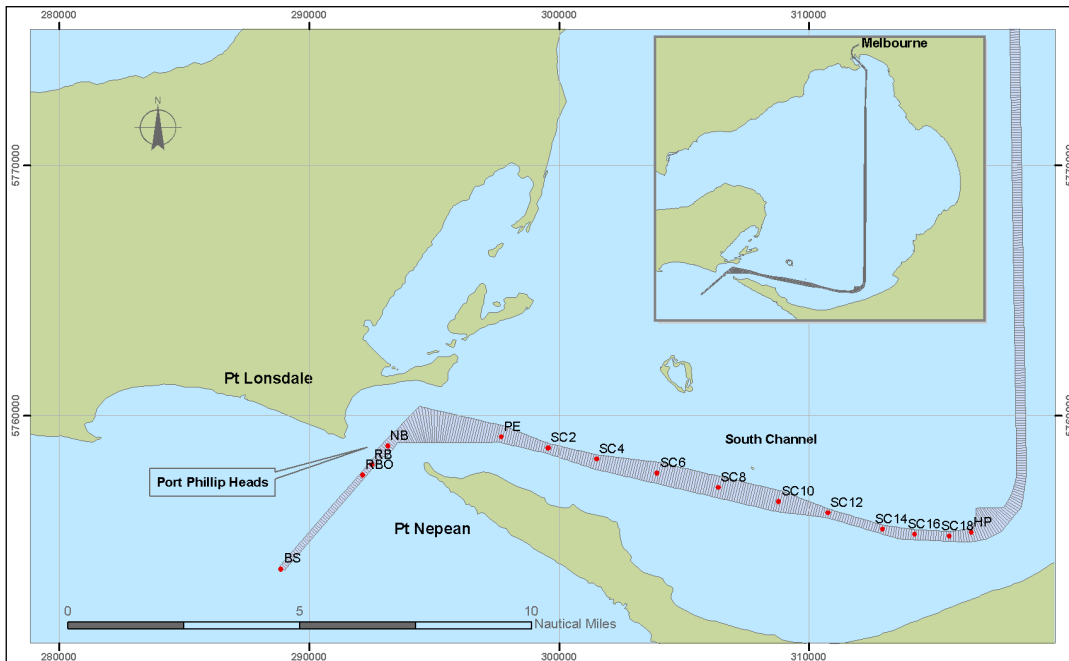 280000
290000
300000
310000
Melbourne
N
5770000
5770000
Pt Lonsdale
5760000
5760000
NB
PE
SC2
South Channel
RB
SC4
RBO
SC6
Port Phillip Heads
SC8
SC10
SC12
Pt Nepean
SC14
SC16
SC18
HP
BS
0
5
10
Nautical Miles
280000
290000
300000
310000